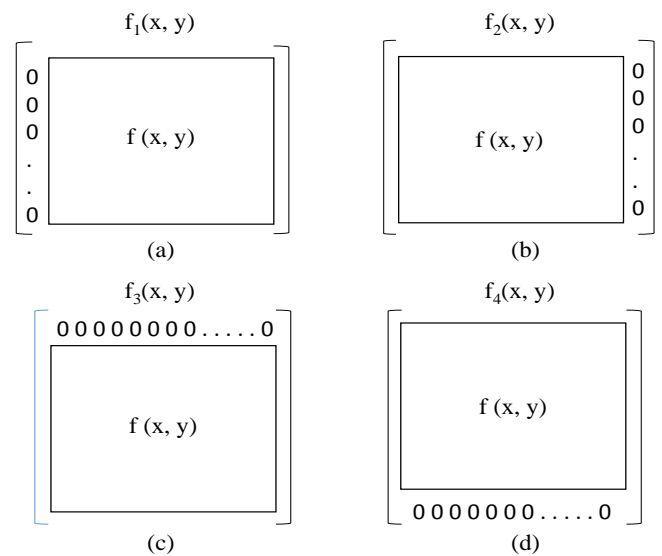 f₁(x, y)
0
0
0
.
.
0
f (x, y)
(a)
f₂(x, y)
f (x, y)
0
0
0
.
.
0
(b)
f₃(x, y)
0 0 0 0 0 0 0 0 . . . . . 0
f (x, y)
(c)
f₄(x, y)
f (x, y)
0 0 0 0 0 0 0 . . . . . 0
(d)